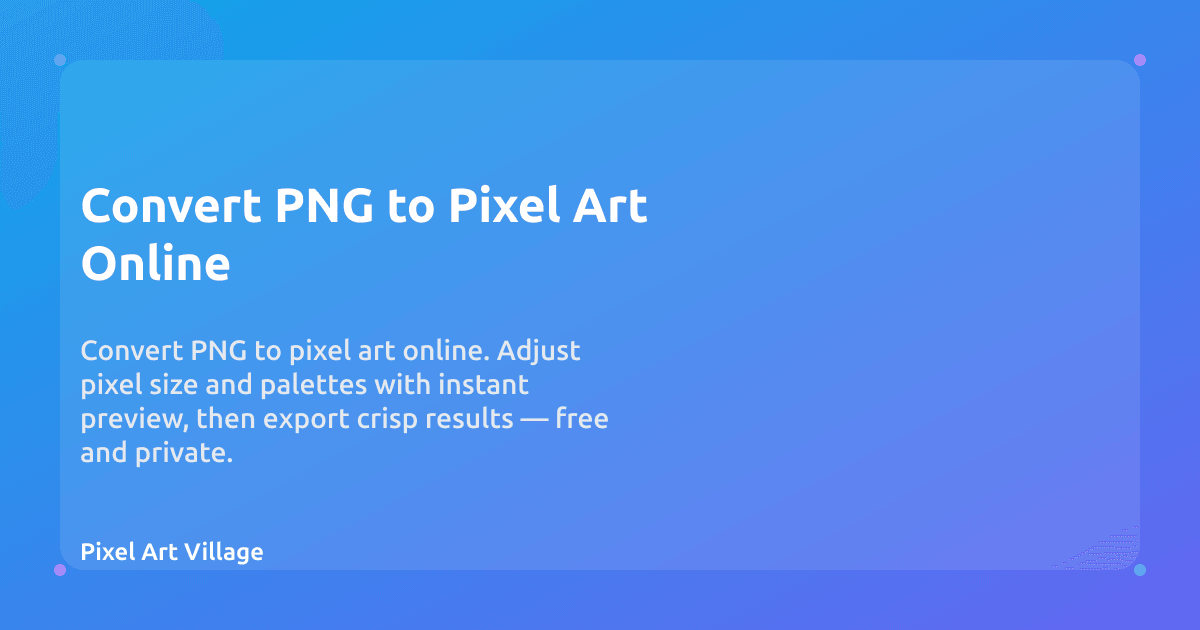 Convert PNG to Pixel Art
Online
Convert PNG to pixel art online. Adjust
pixel size and palettes with instant
preview, then export crisp results — free
and private.
Pixel Art Village